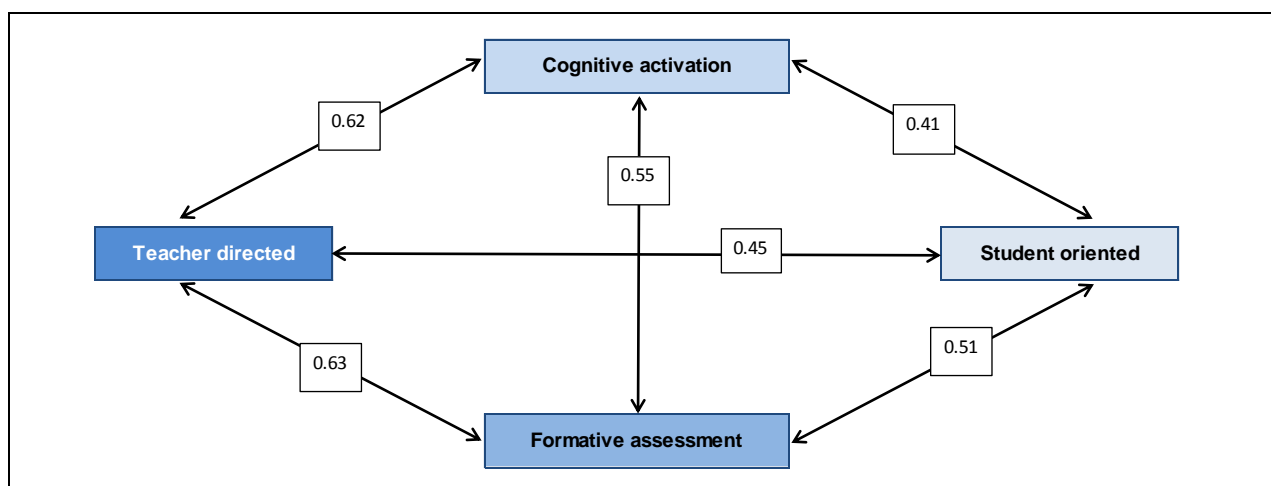 Cognitive activation
0.62
0.41
0.55
Teacher directed
0.45
Student oriented
0.63
0.51
Formative assessment